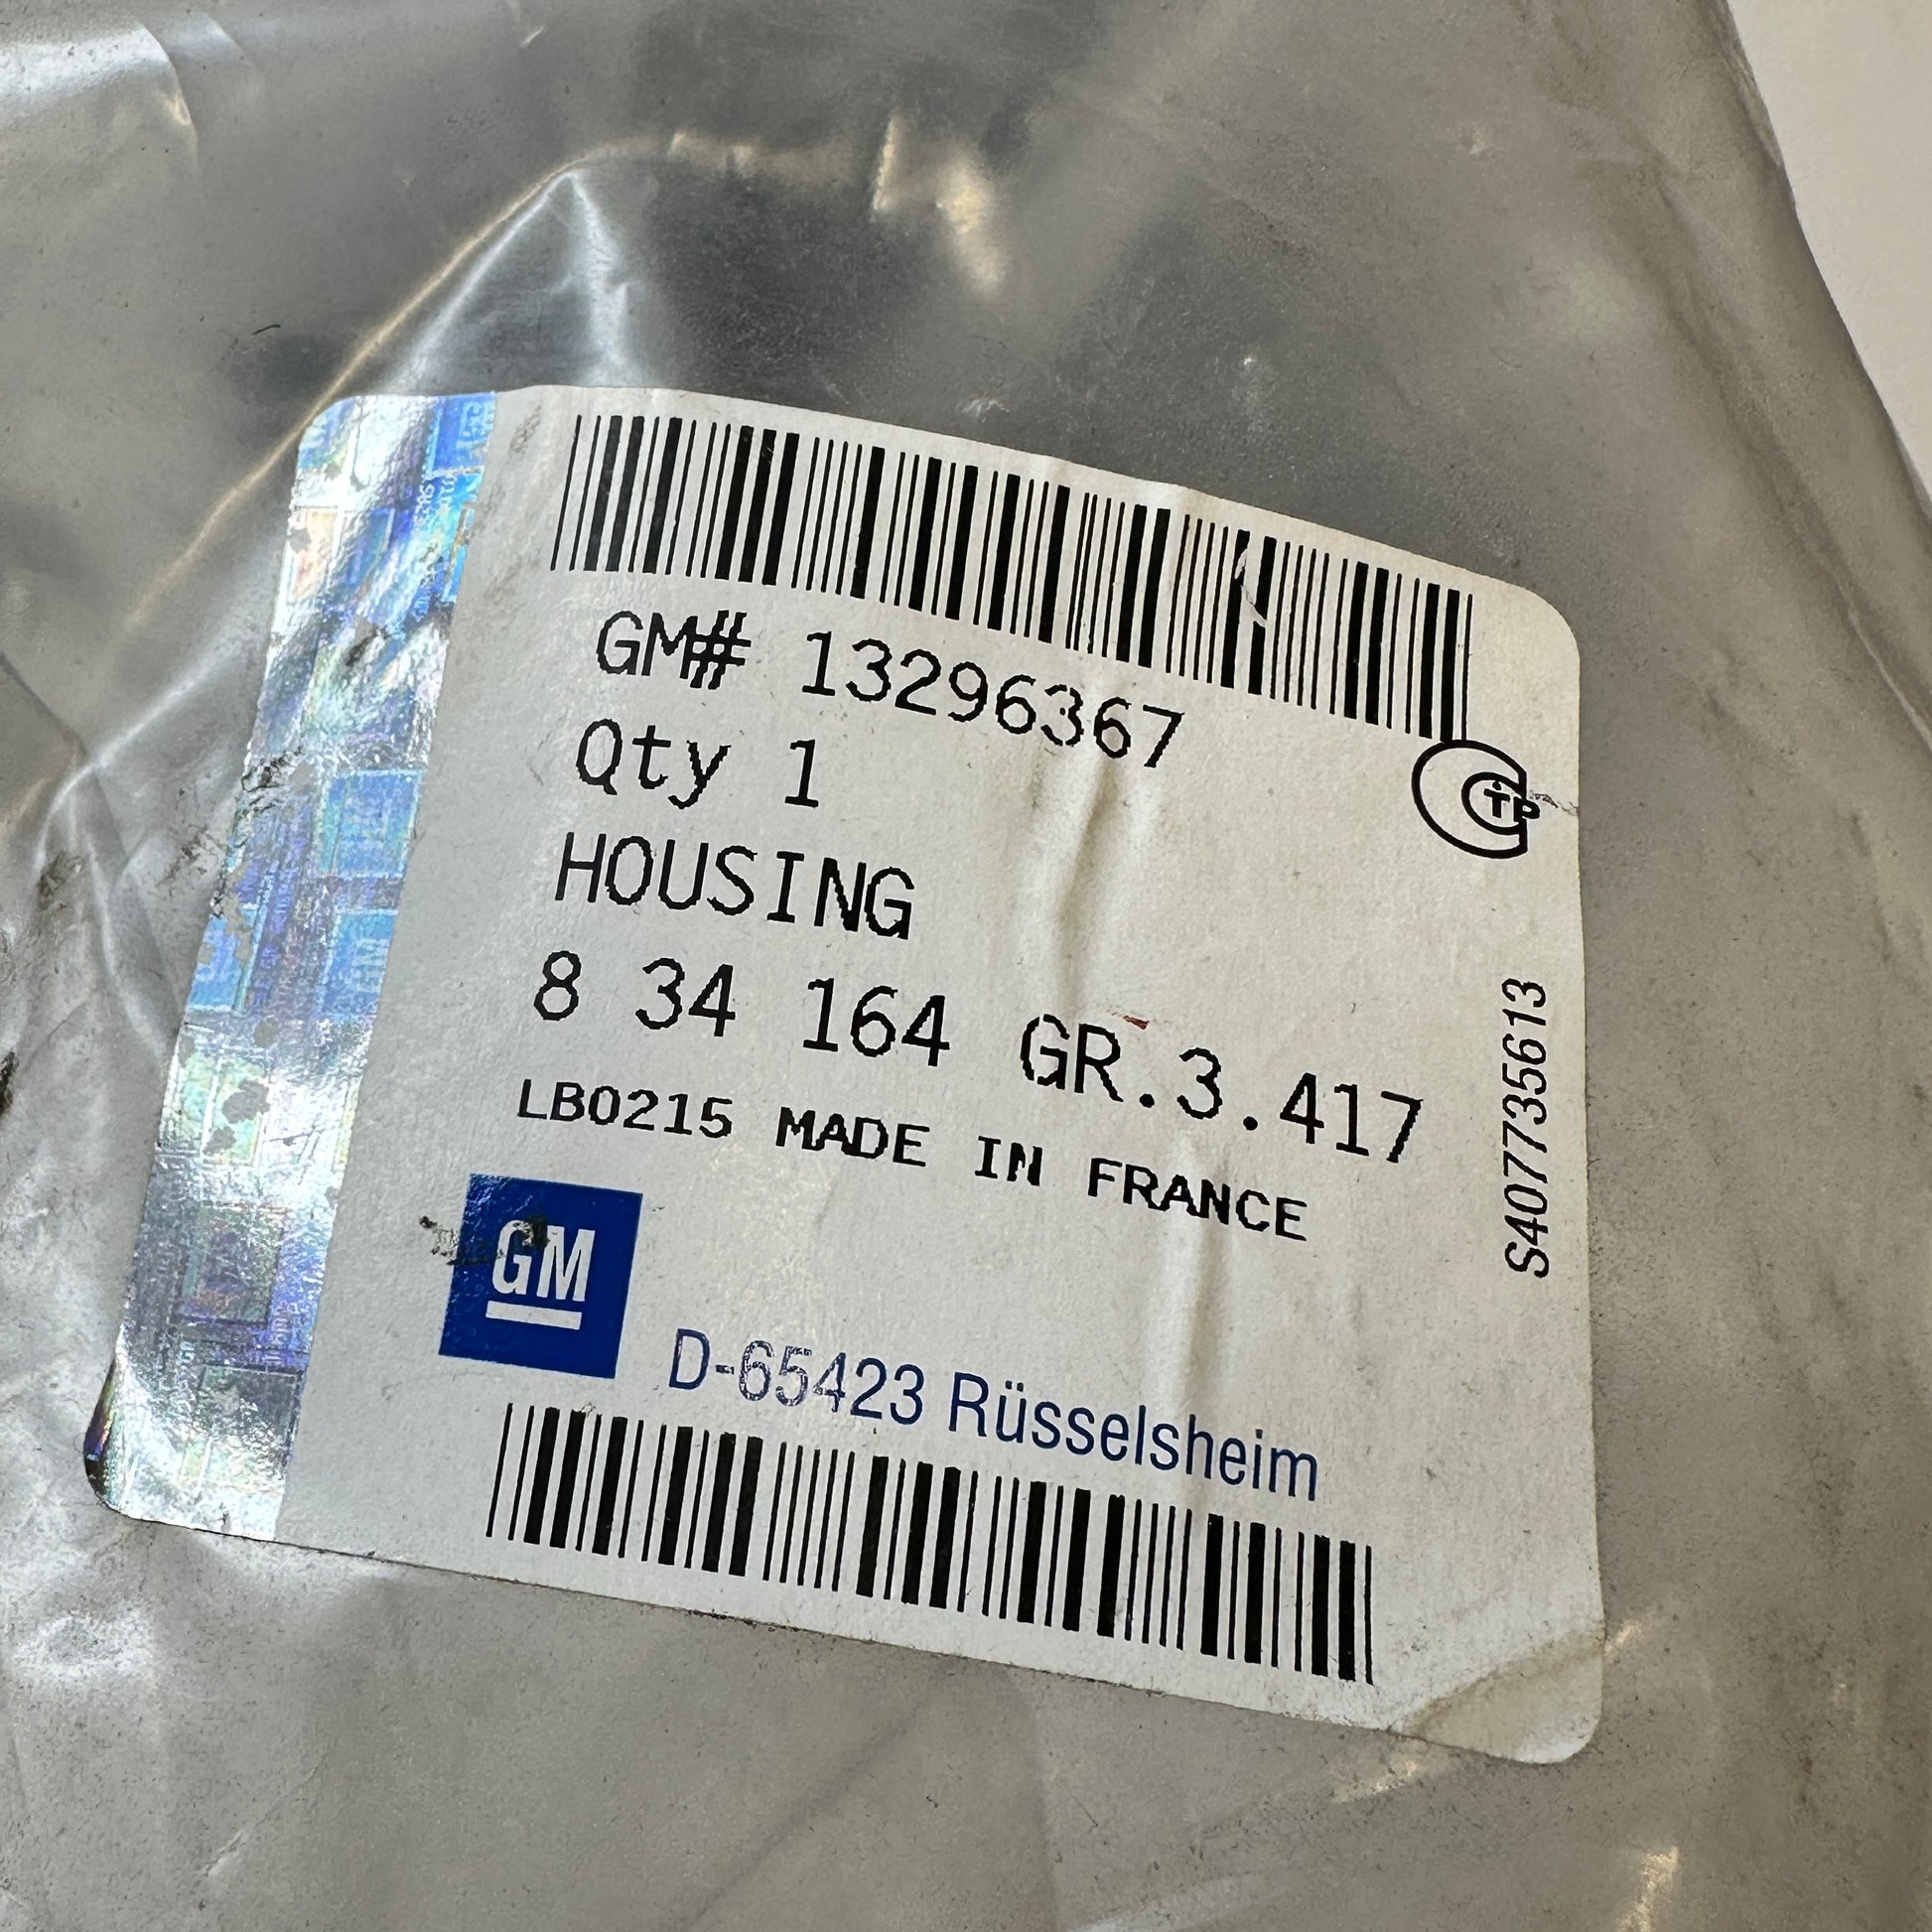 GM# 13296367
Qty 1
HOUSING
8 34 164 GR.3.417
LB0215 MADE IN FRANCE
GM
D-65423 Rüsselsheim
S407735613